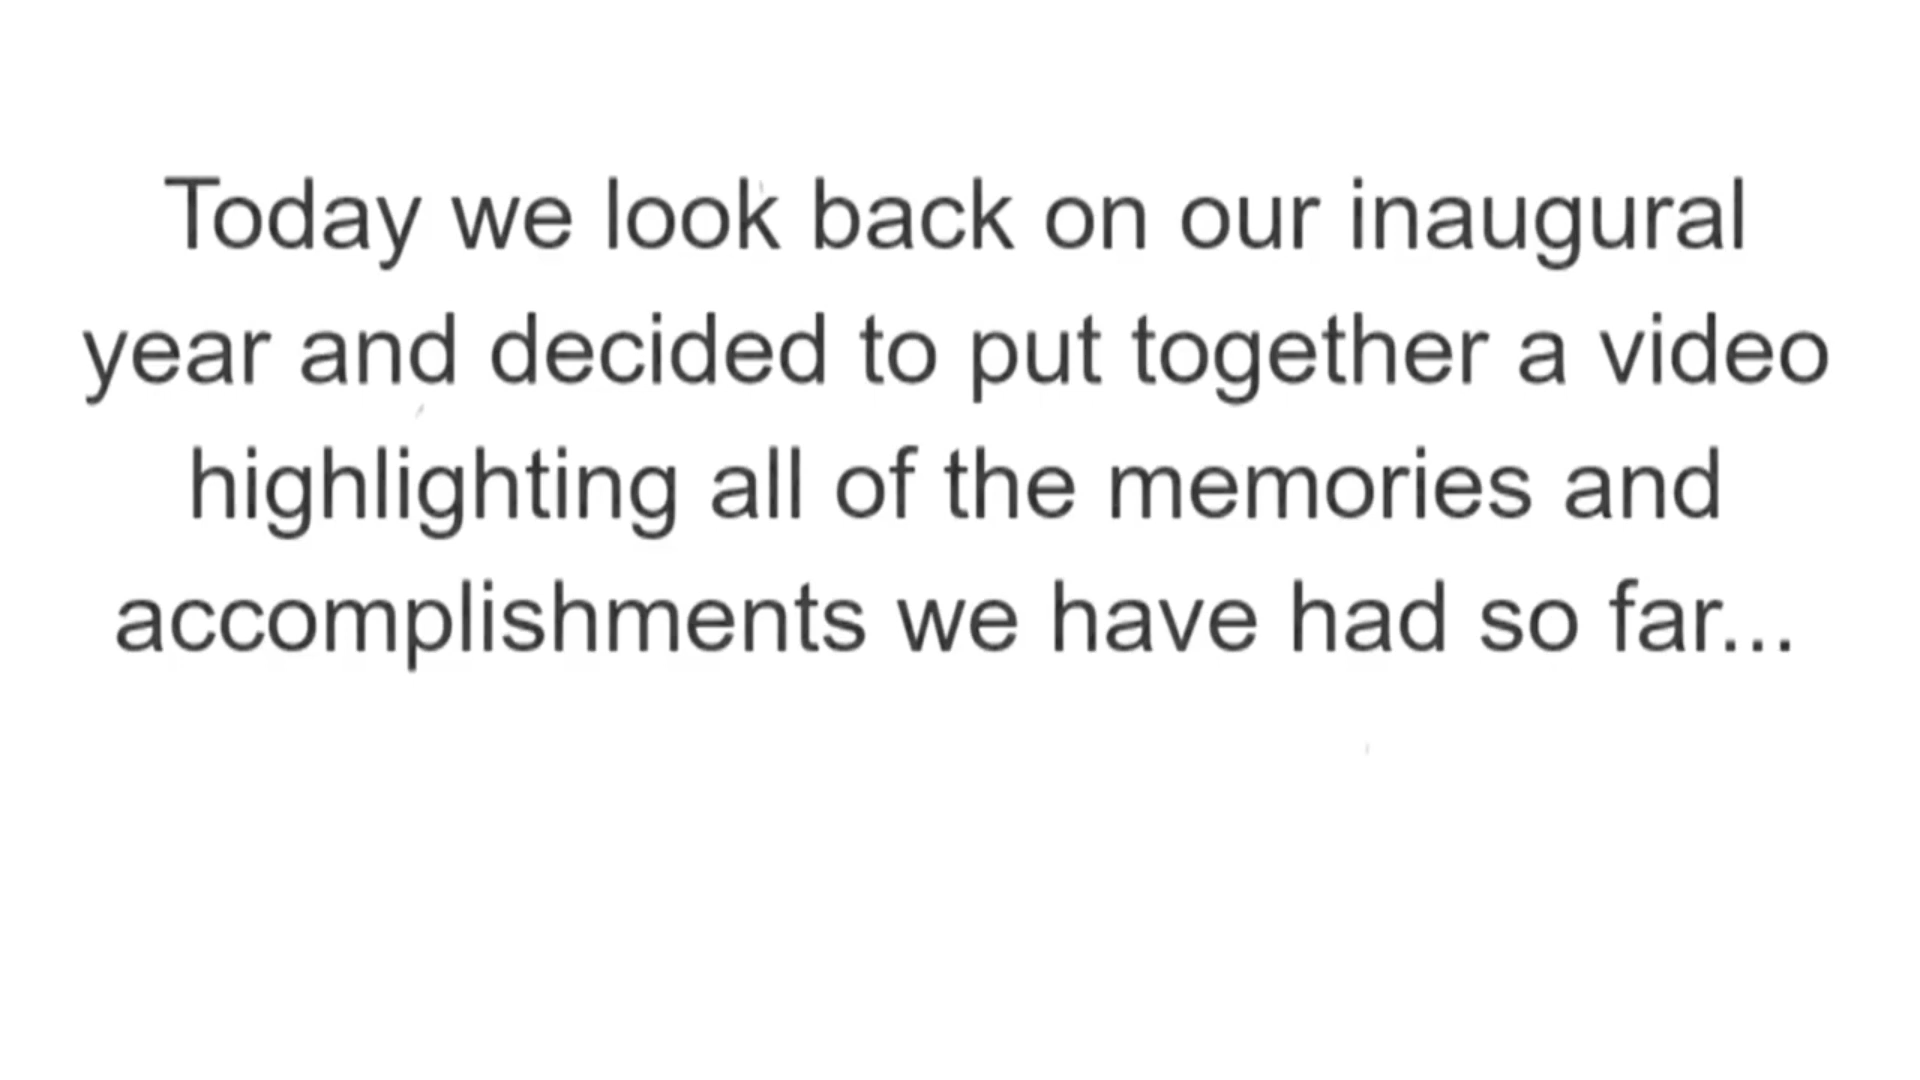 Today we look back on our inaugural
year and decided to put together a video
highlighting all of the memories and
accomplishments we have had so far...